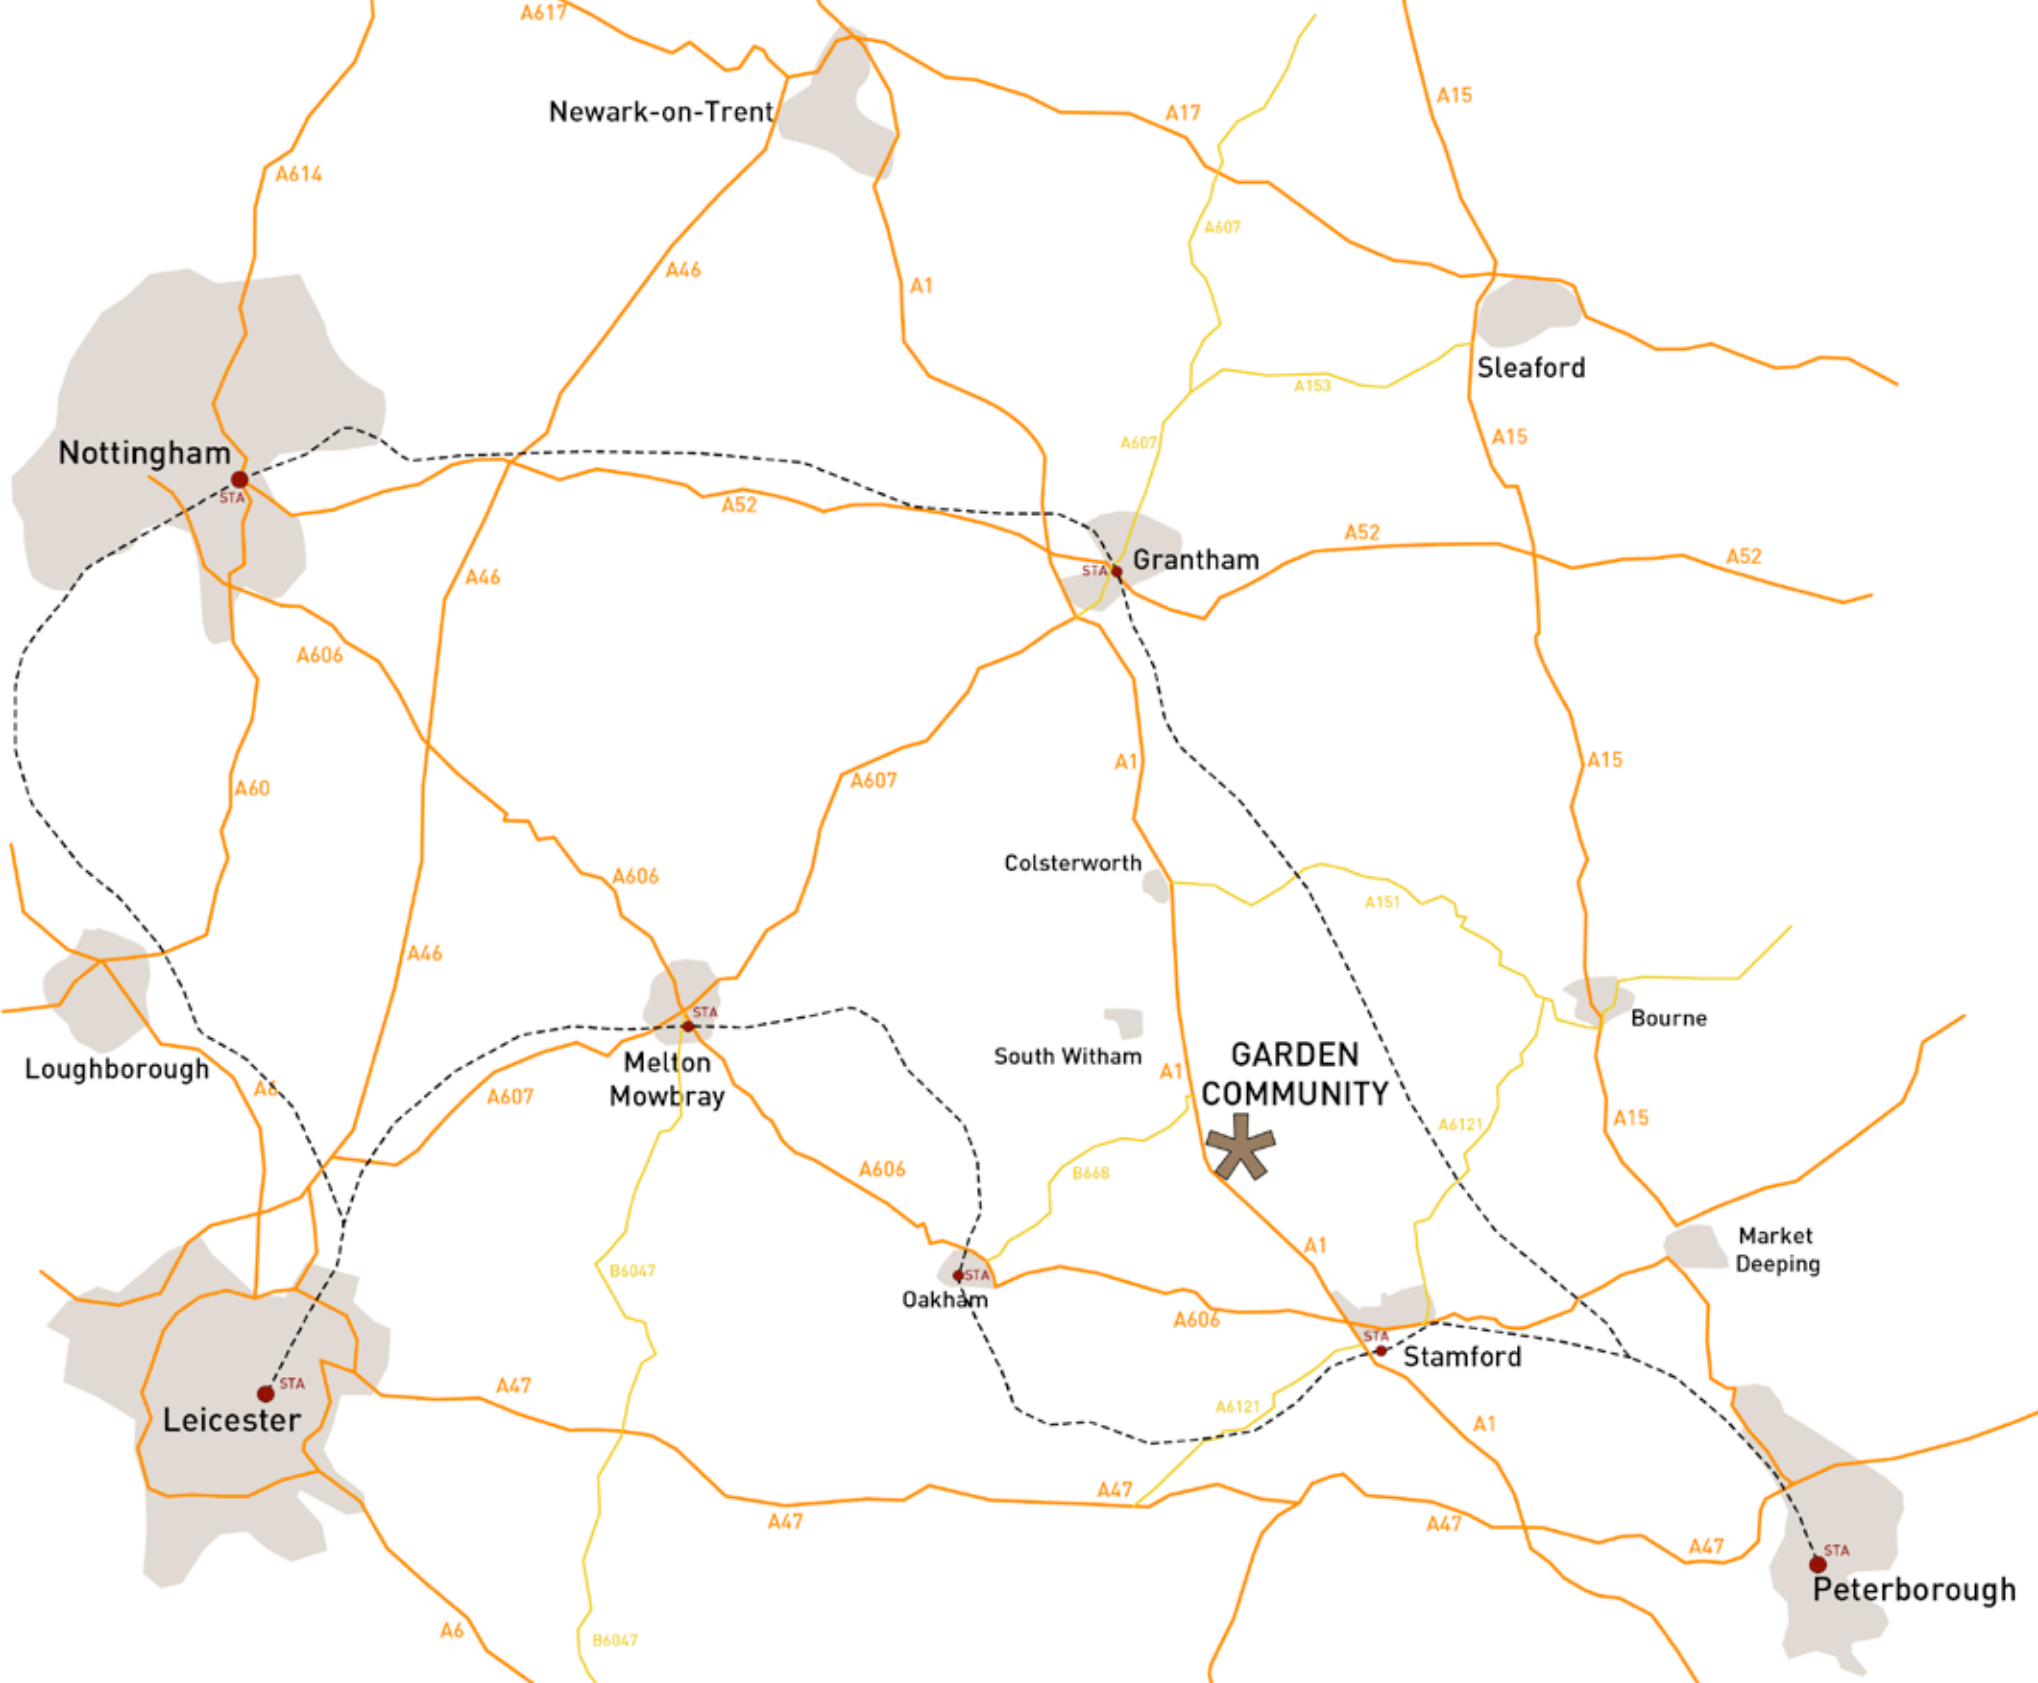 A617
Newark-on-Trent
A17
A15
A614
A607
A46
A1
Sleaford
A153
A15
A607
Nottingham
STA
A52
A52
Grantham
STA
A52
A46
A606
A60
A1
A607
A15
Colsterworth
A606
A151
A46
STA
Bourne
Melton
Mowbray
South Witham
GARDEN
COMMUNITY
Loughborough
A6
A607
A1
A6121
A15
A606
B668
Market
Deeping
A1
B6047
STA
Oakham
A606
STA
Stamford
STA
Leicester
A47
A6121
A1
A47
A47
A47
A47
STA
Peterborough
A6
B6047